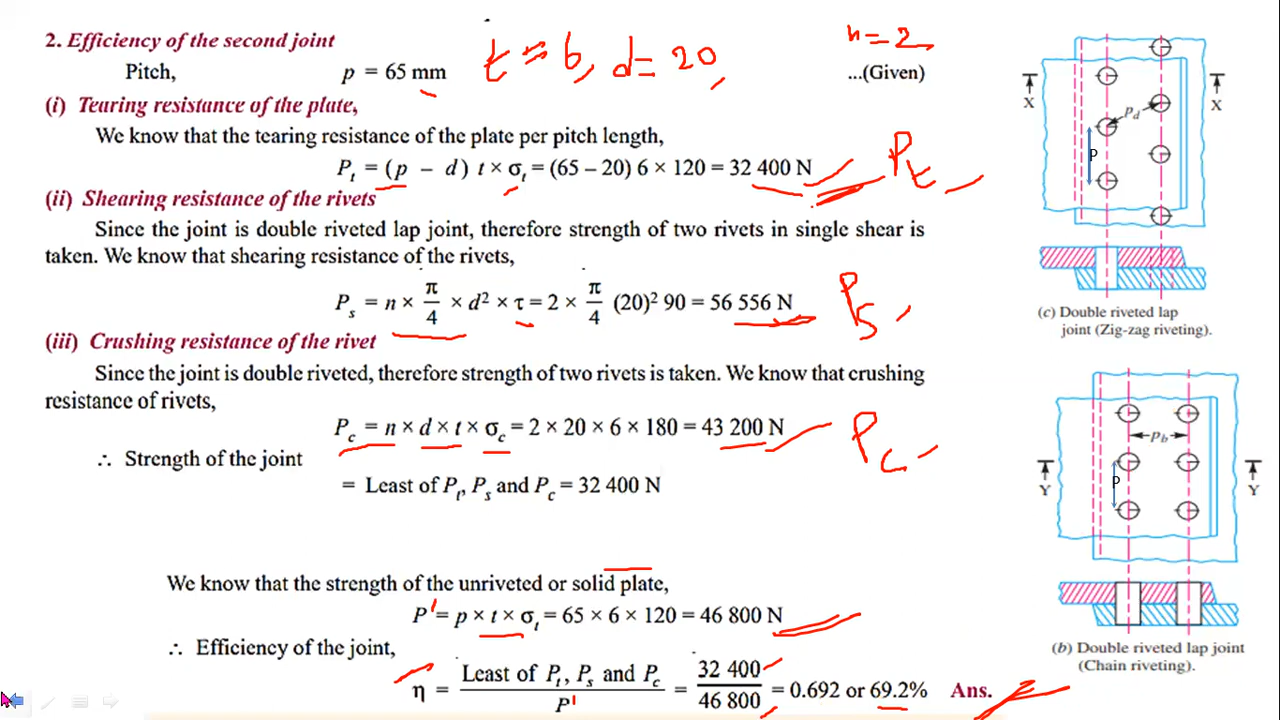 2. Efficiency of the second joint
t = 6, d = 20,
n = 2
Pitch, p = 65 mm ...(Given)
(i) Tearing resistance of the plate,
We know that the tearing resistance of the plate per pitch length,
Pt = (p – d) t × σt = (65 – 20) 6 × 120 = 32 400 N
Pt
(ii) Shearing resistance of the rivets
Since the joint is double riveted lap joint, therefore strength of two rivets in single shear is
taken. We know that shearing resistance of the rivets,
Ps = n × π/4 × d² × τ = 2 × π/4 (20)² 90 = 56 556 N
Ps
(iii) Crushing resistance of the rivet
Since the joint is double riveted, therefore strength of two rivets is taken. We know that crushing
resistance of rivets,
Pc = n × d × t × σc = 2 × 20 × 6 × 180 = 43 200 N
Pc
∴ Strength of the joint
= Least of Pt, Ps and Pc = 32 400 N
We know that the strength of the unriveted or solid plate,
P' = p × t × σt = 65 × 6 × 120 = 46 800 N
∴ Efficiency of the joint,
η = Least of Pt, Ps and Pc / P' = 32 400 / 46 800 = 0.692 or 69.2% Ans.
X X
pd
P
(c) Double riveted lap
joint (Zig-zag riveting).
pb
P
Y Y
(b) Double riveted lap joint
(Chain riveting).